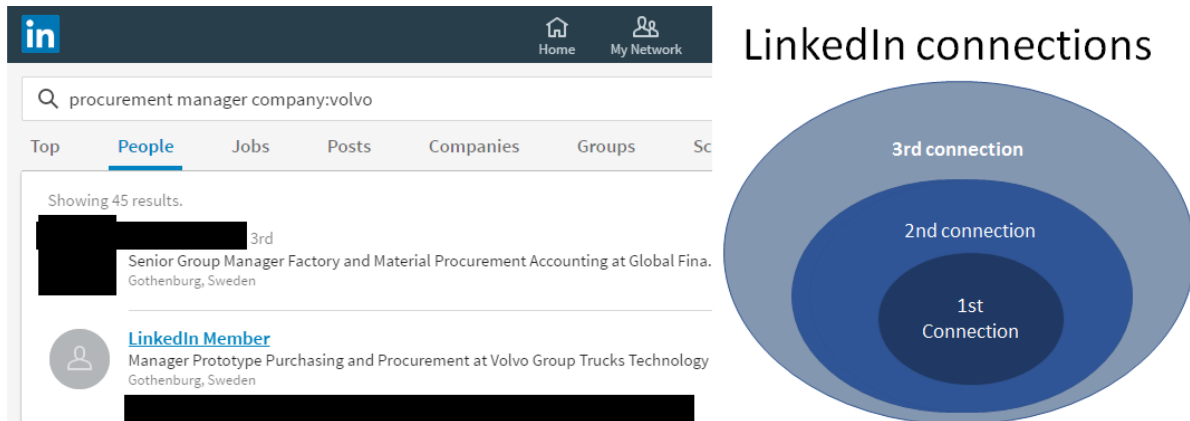 in
Home
My Network
procurement manager company:volvo
Top People Jobs Posts Companies Groups Sc
Showing 45 results.
3rd
Senior Group Manager Factory and Material Procurement Accounting at Global Fina.
Gothenburg, Sweden
LinkedIn Member
Manager Prototype Purchasing and Procurement at Volvo Group Trucks Technology
Gothenburg, Sweden
LinkedIn connections
3rd connection
2nd connection
1st
Connection